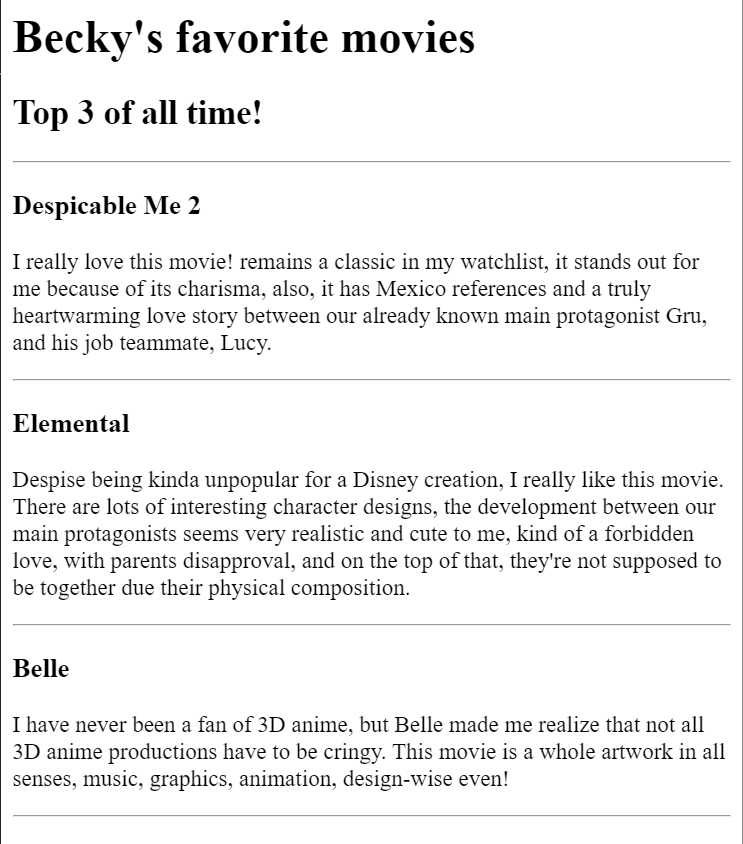 Becky's favorite movies
Top 3 of all time!
Despicable Me 2
I really love this movie! remains a classic in my watchlist, it stands out for
me because of its charisma, also, it has Mexico references and a truly
heartwarming love story between our already known main protagonist Gru,
and his job teammate, Lucy.
Elemental
Despise being kinda unpopular for a Disney creation, I really like this movie.
There are lots of interesting character designs, the development between our
main protagonists seems very realistic and cute to me, kind of a forbidden
love, with parents disapproval, and on the top of that, they're not supposed to
be together due their physical composition.
Belle
I have never been a fan of 3D anime, but Belle made me realize that not all
3D anime productions have to be cringy. This movie is a whole artwork in all
senses, music, graphics, animation, design-wise even!